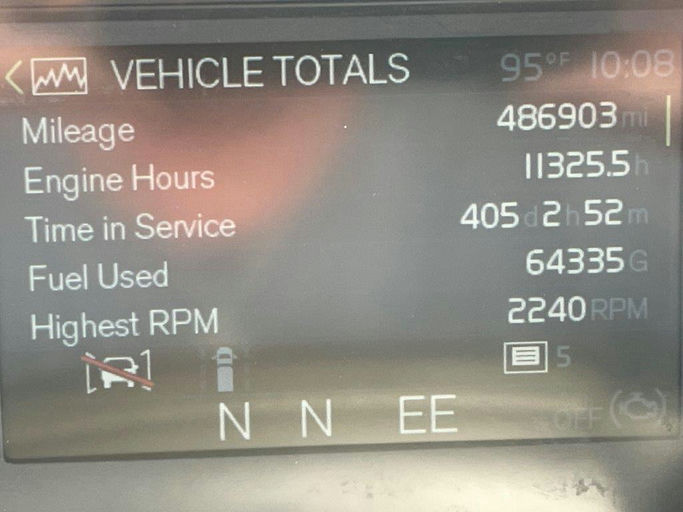 VEHICLE TOTALS 95°F 10:08
Mileage 486903 mi
Engine Hours 11325.5 h
Time in Service 405 d 2 h 52 m
Fuel Used 64335 G
Highest RPM 2240 RPM
5
N N EE OFF